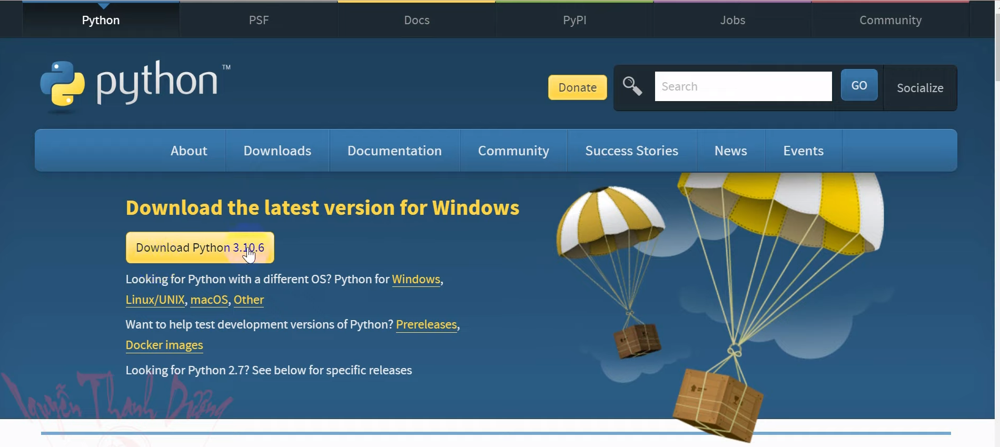 Python
PSF
Docs
PyPI
Jobs
Community
python™
Donate
Search
GO
Socialize
About
Downloads
Documentation
Community
Success Stories
News
Events
Download the latest version for Windows
Download Python 3.10.6
Looking for Python with a different OS? Python for Windows,
Linux/UNIX, macOS, Other
Want to help test development versions of Python? Prereleases,
Docker images
Looking for Python 2.7? See below for specific releases
Nguyễn Thanh Dương